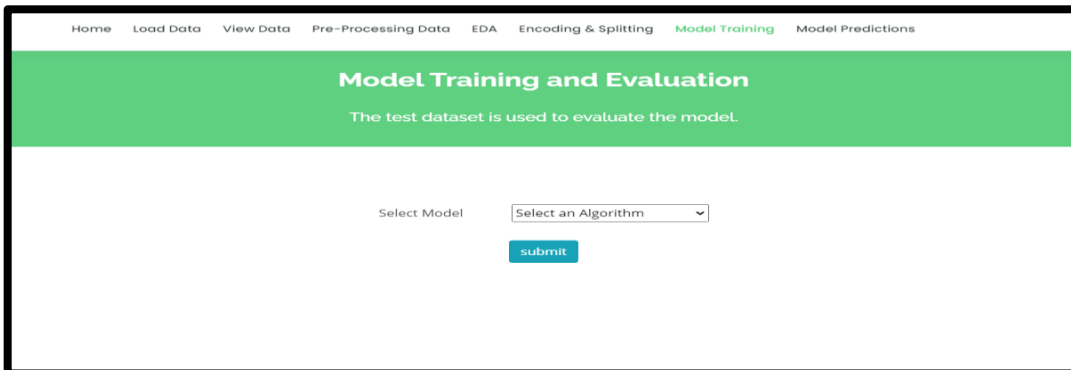 Home Load Data View Data Pre-Processing Data EDA Encoding & Splitting Model Training Model Predictions
Model Training and Evaluation
The test dataset is used to evaluate the model.
Select Model Select an Algorithm
submit